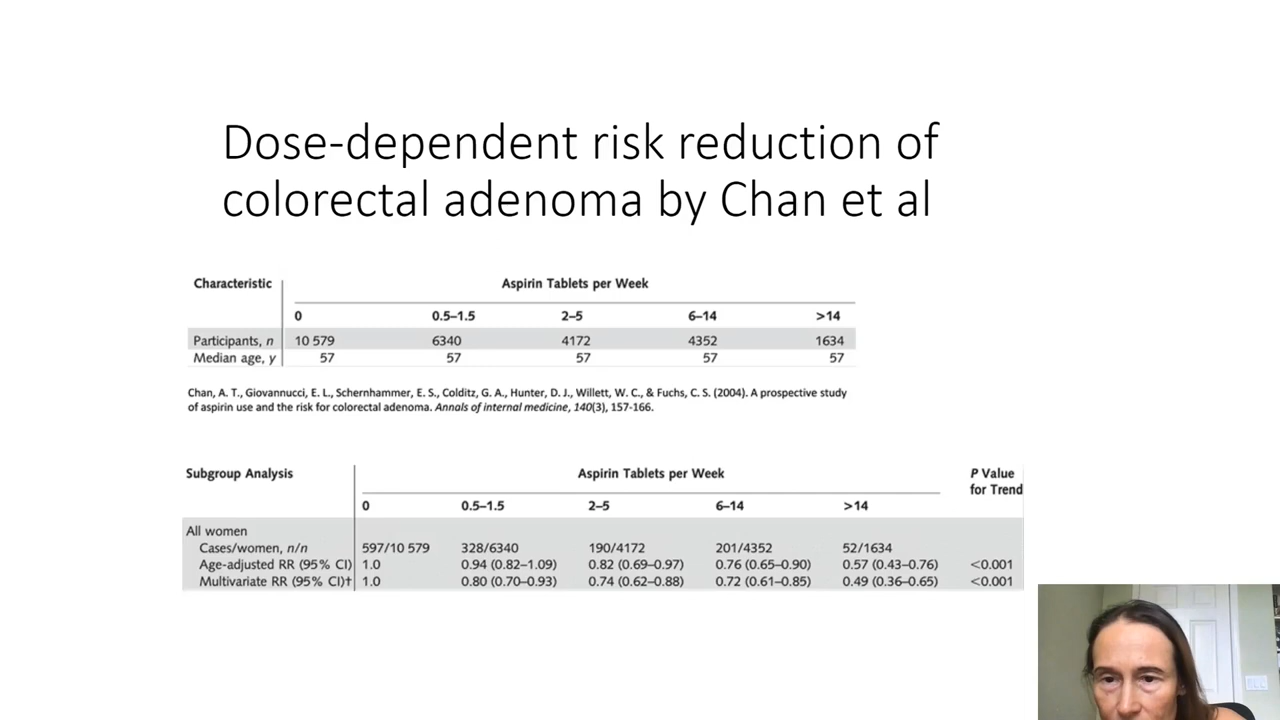 Dose-dependent risk reduction of
colorectal adenoma by Chan et al
Characteristic Aspirin Tablets per Week
0 0.5–1.5 2–5 6–14 >14
Participants, n 10 579 6340 4172 4352 1634
Median age, y 57 57 57 57 57
Chan, A. T., Giovannucci, E. L., Schernhammer, E. S., Colditz, G. A., Hunter, D. J., Willett, W. C., & Fuchs, C. S. (2004). A prospective study
of aspirin use and the risk for colorectal adenoma. Annals of internal medicine, 140(3), 157-166.
Subgroup Analysis Aspirin Tablets per Week P Value
for Trend
0 0.5–1.5 2–5 6–14 >14
All women
Cases/women, n/n 597/10 579 328/6340 190/4172 201/4352 52/1634
Age-adjusted RR (95% CI) 1.0 0.94 (0.82–1.09) 0.82 (0.69–0.97) 0.76 (0.65–0.90) 0.57 (0.43–0.76) <0.001
Multivariate RR (95% CI)† 1.0 0.80 (0.70–0.93) 0.74 (0.62–0.88) 0.72 (0.61–0.85) 0.49 (0.36–0.65) <0.001